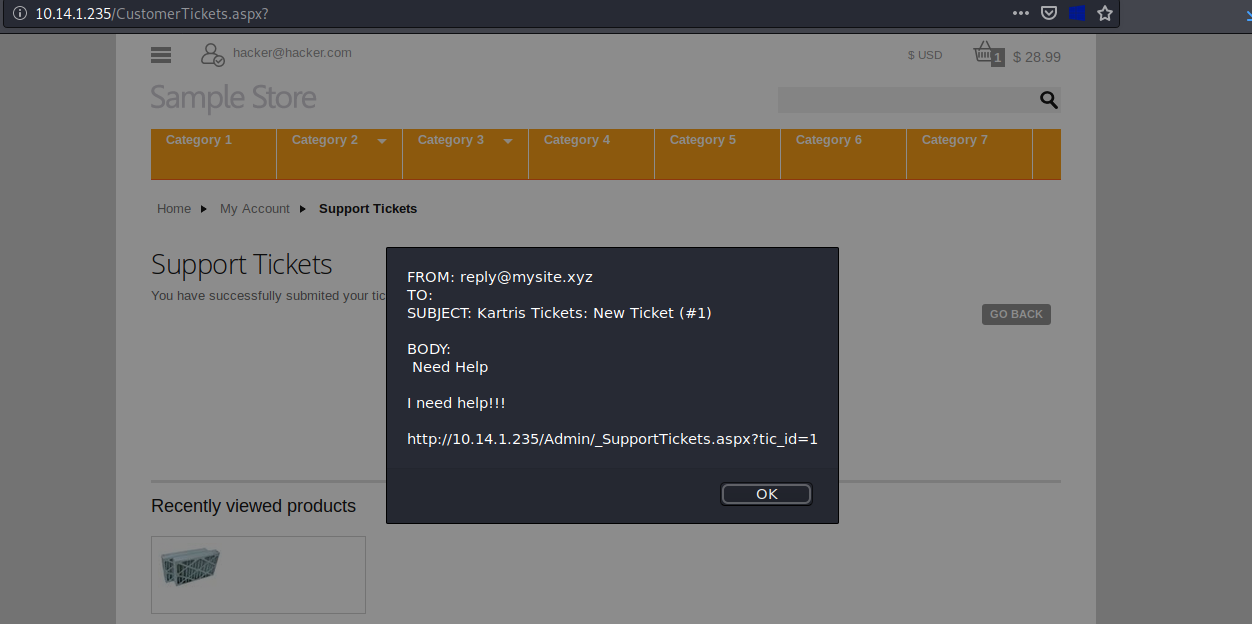 10.14.1.235/CustomerTickets.aspx?
hacker@hacker.com
$ USD
1
$ 28.99
Sample Store
Category 1
Category 2
Category 3
Category 4
Category 5
Category 6
Category 7
Home
My Account
Support Tickets
Support Tickets
You have successfully submited your tic
GO BACK
FROM: reply@mysite.xyz
TO:
SUBJECT: Kartris Tickets: New Ticket (#1)
BODY:
Need Help
I need help!!!
http://10.14.1.235/Admin/_SupportTickets.aspx?tic_id=1
OK
Recently viewed products